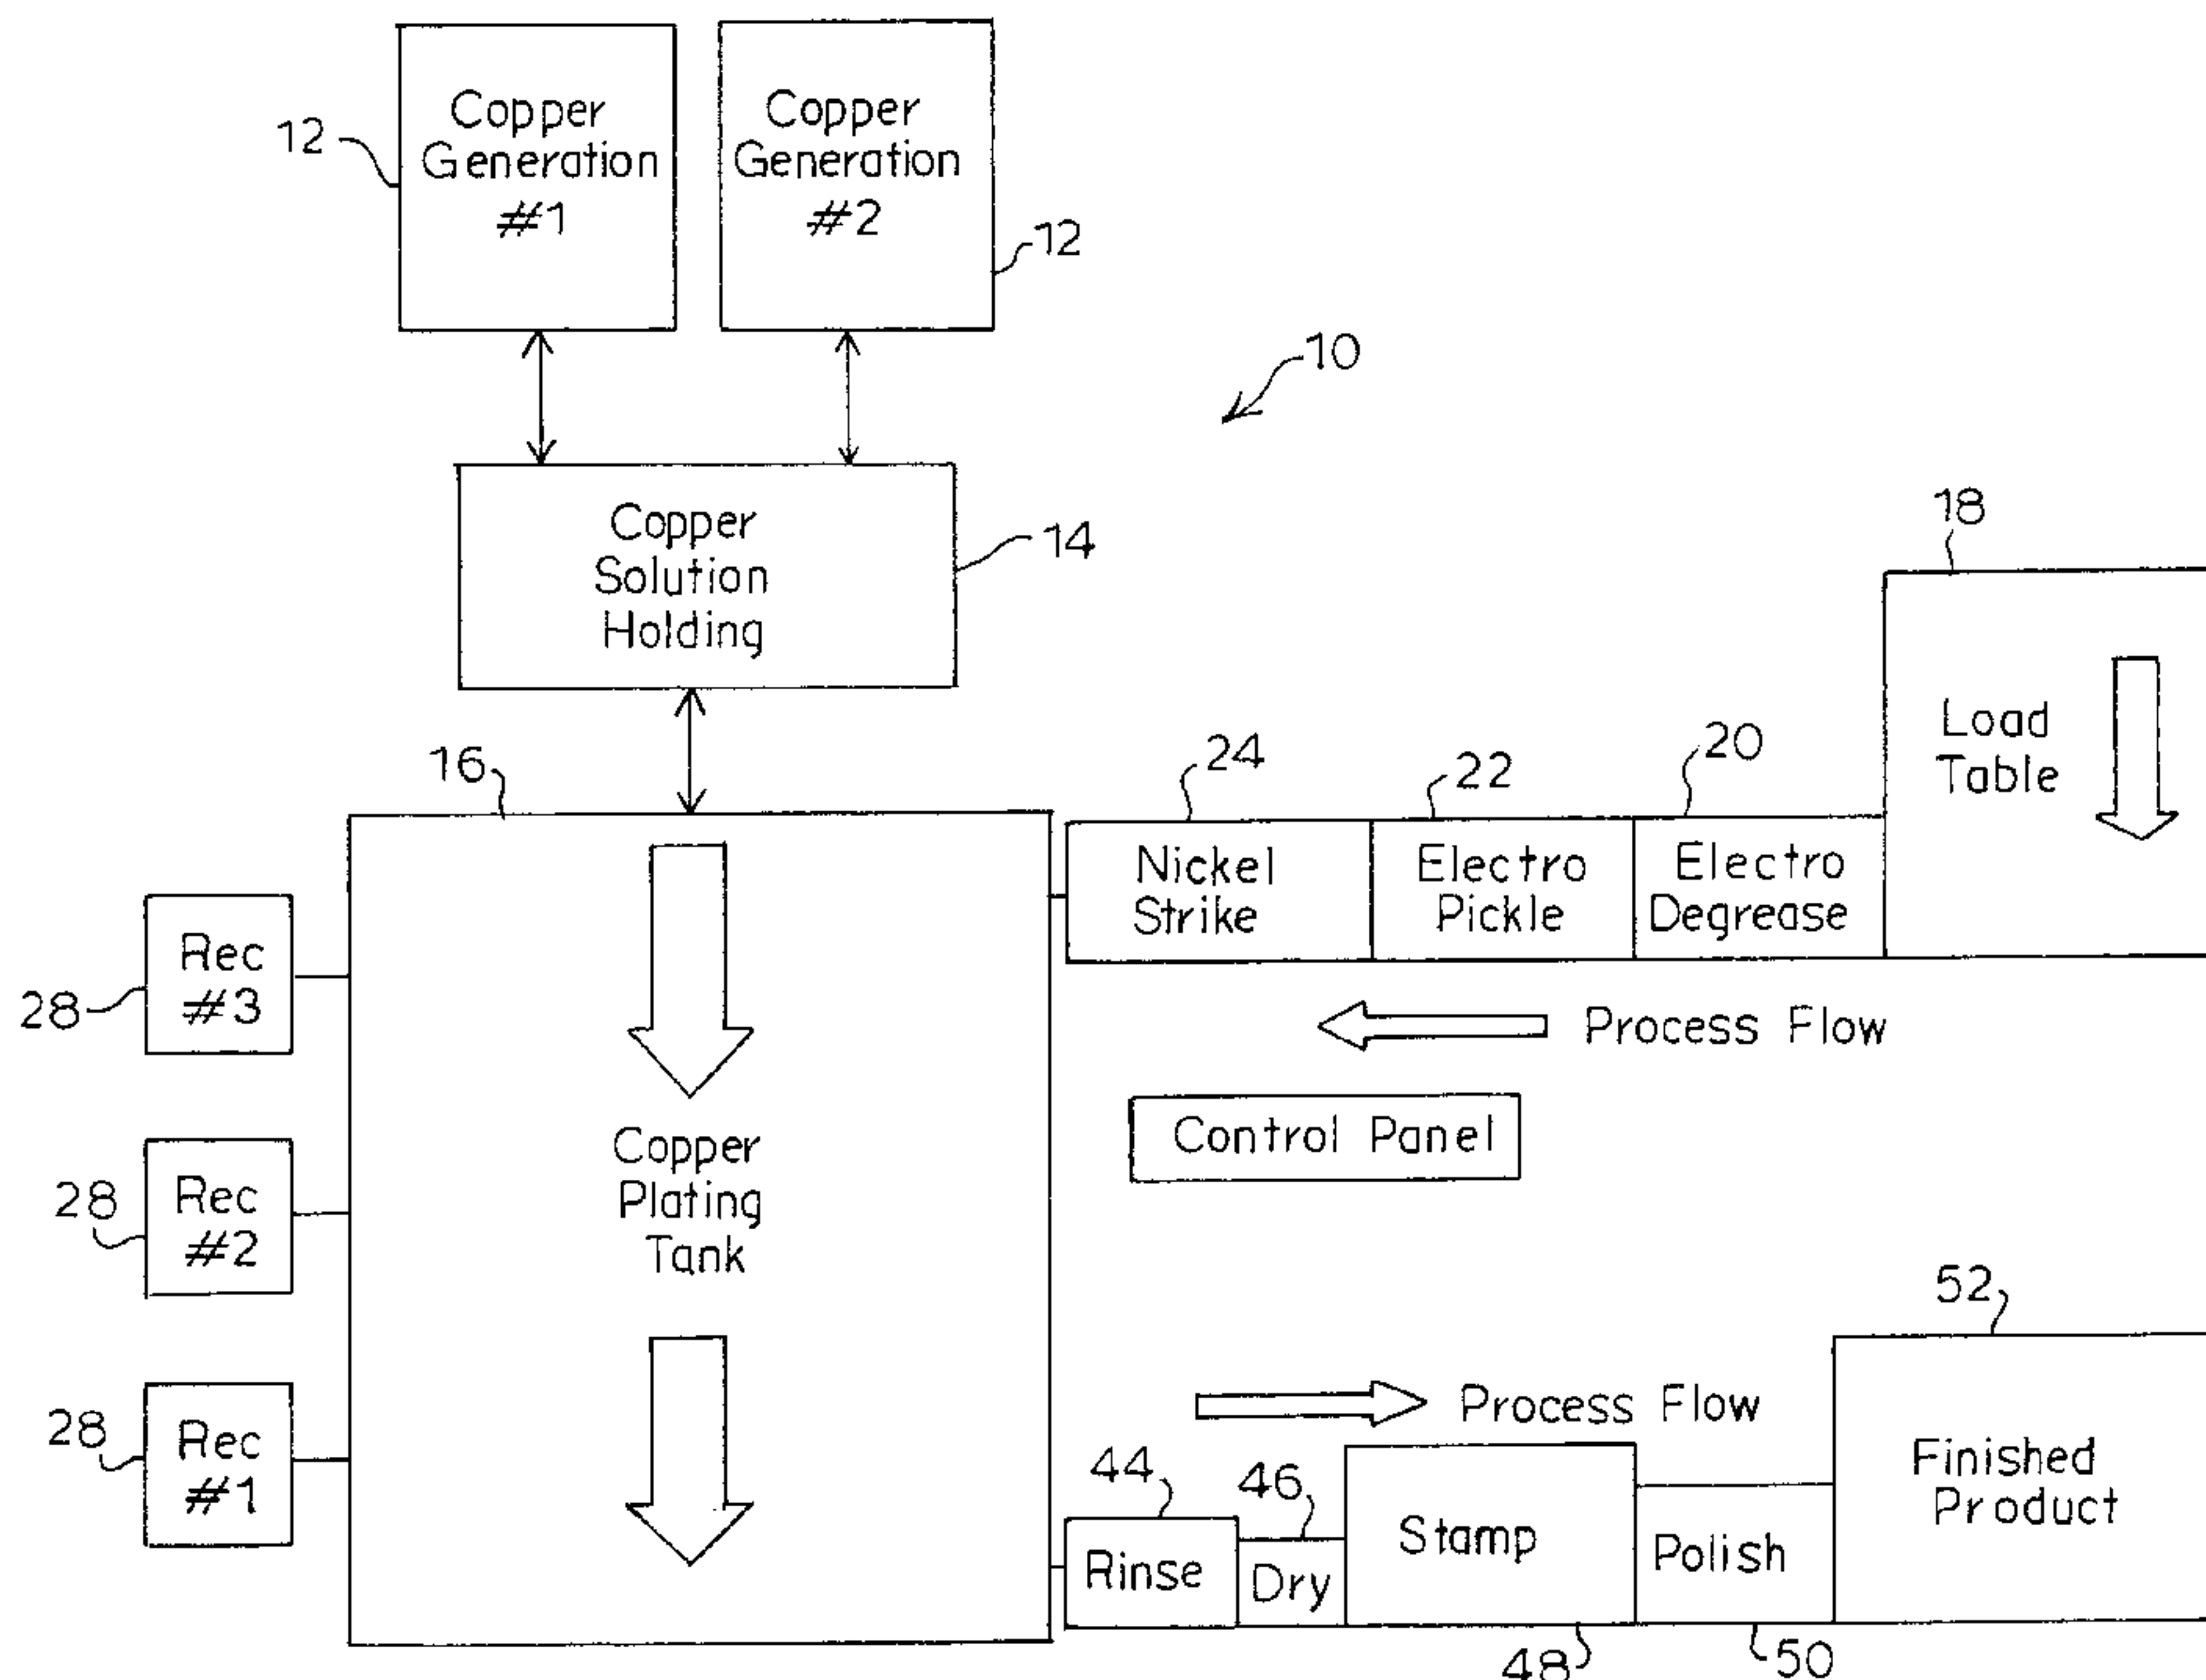 Copper
Generation
#1
12
Copper
Generation
#2
12
10
Copper
Solution
Holding
14
18
Load
Table
16
24
22
20
Nickel
Strike
Electro
Pickle
Electro
Degrease
Process Flow
Control Panel
Rec
#3
28
Rec
#2
28
Rec
#1
28
Copper
Plating
Tank
Process Flow
52
Finished
Product
44
46
Rinse
Dry
Stamp
Polish
48
50